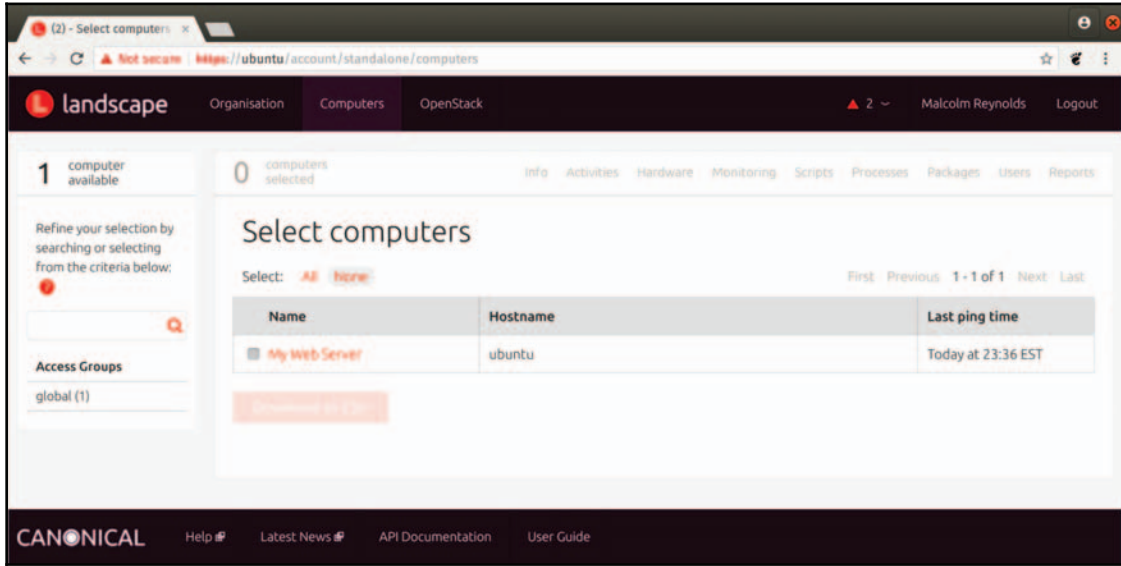 (2) - Select computers
Not secure https://ubuntu/account/standalone/computers
landscape Organisation Computers OpenStack 2 Malcolm Reynolds Logout
1 computer available
0 computers selected
Info Activities Hardware Monitoring Scripts Processes Packages Users Reports
Refine your selection by
searching or selecting
from the criteria below:
?
Access Groups
global (1)
Select computers
Select: All None First Previous 1 - 1 of 1 Next Last
Name Hostname Last ping time
My Web Server ubuntu Today at 23:36 EST
Download as CSV
CANONICAL Help Latest News API Documentation User Guide